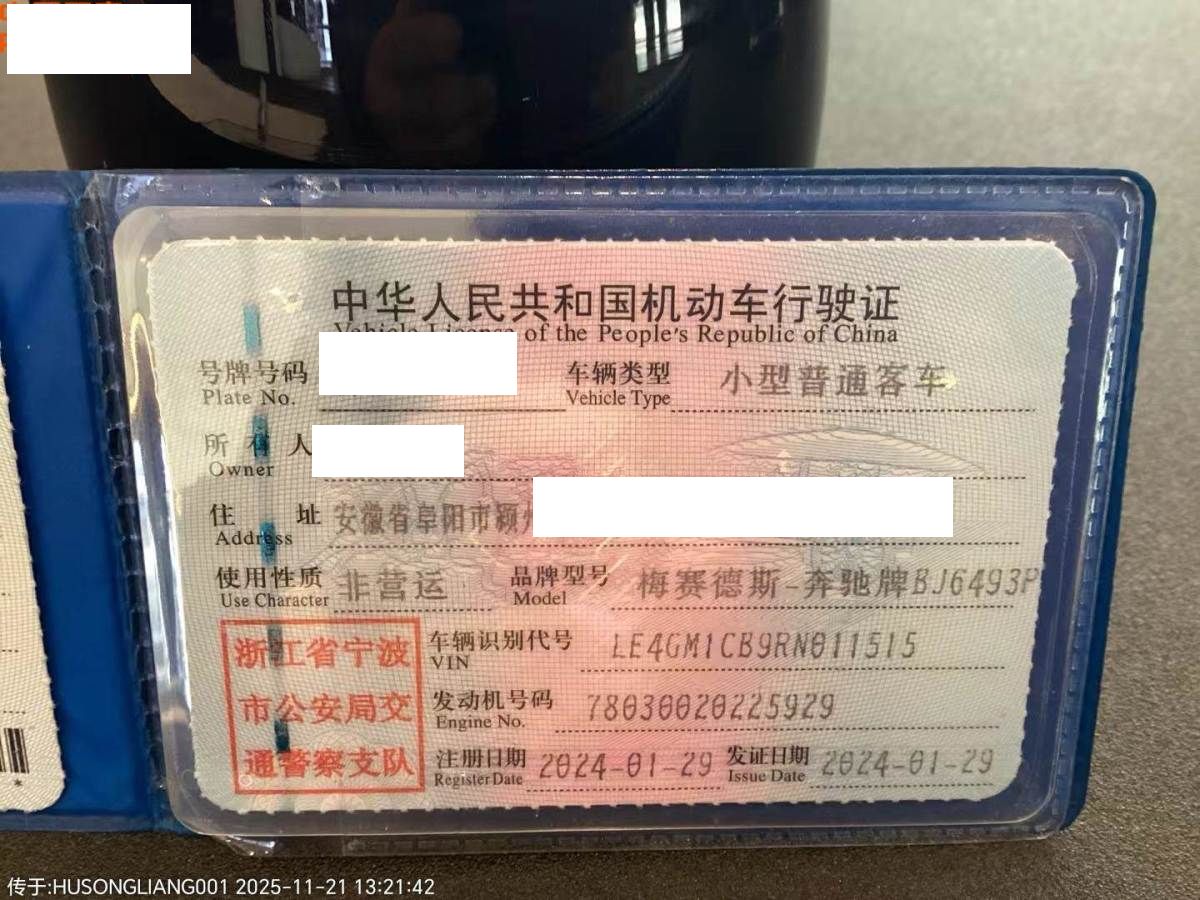 中华人民共和国机动车行驶证
Vehicle License of the People's Republic of China
号牌号码
Plate No.
车辆类型 小型普通客车
Vehicle Type
所有人
Owner
住址 安徽省阜阳市颍州
Address
使用性质 非营运
Use Character
品牌型号 梅赛德斯-奔驰牌BJ6493P
Model
浙江省宁波
市公安局交
通警察支队
车辆识别代号 LE4GM1CB9RN011515
VIN
发动机号码 78030020225929
Engine No.
注册日期 2024-01-29
Register Date
发证日期 2024-01-29
Issue Date
传于:HUSONGLIANG001 2025-11-21 13:21:42